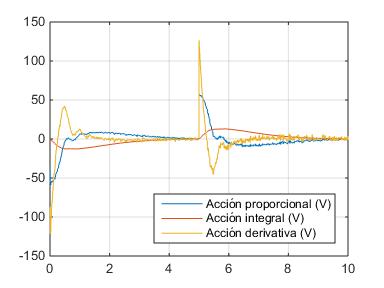 150
100
50
0
-50
-100
-150
0 2 4 6 8 10
Acción proporcional (V)
Acción integral (V)
Acción derivativa (V)